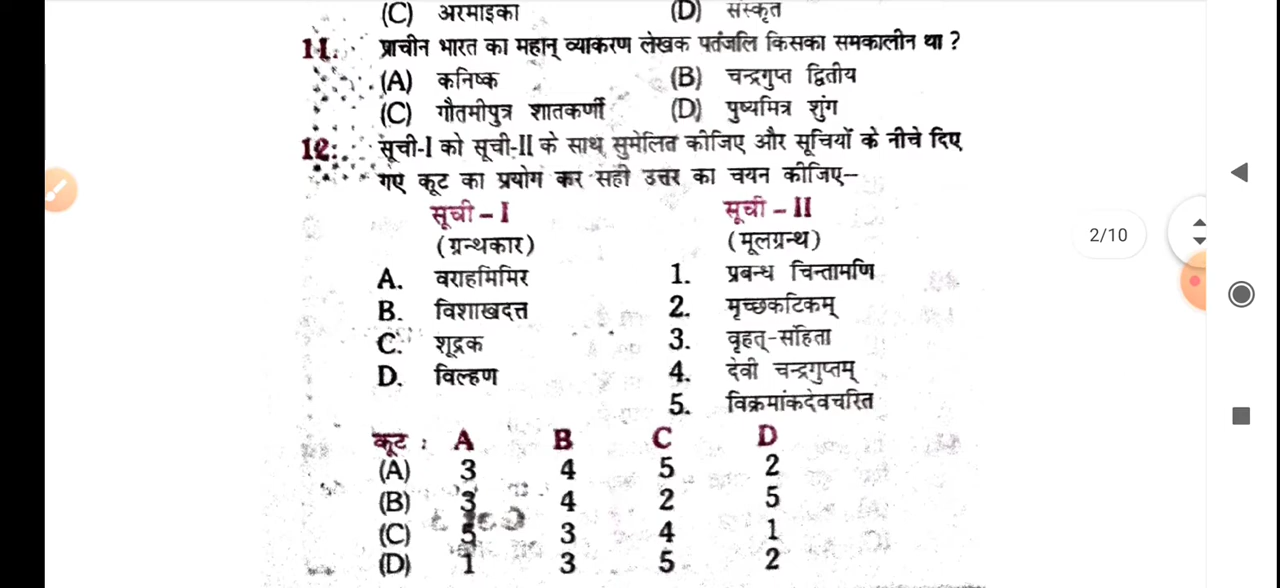 (C) अरमाइका (D) संस्कृत
11. प्राचीन भारत का महान् व्याकरण लेखक पतंजलि किसका समकालीन था ?
(A) कनिष्क (B) चन्द्रगुप्त द्वितीय
(C) गौतमीपुत्र शातकर्णी (D) पुष्यमित्र शुंग
12. सूची-I को सूची-II के साथ सुमेलित कीजिए और सूचियों के नीचे दिए
गए कूट का प्रयोग कर सही उत्तर का चयन कीजिए–
सूची – I सूची – II
(ग्रन्थकार) (मूलग्रन्थ)
A. वराहमिमिर 1. प्रबन्ध चिन्तामणि
B. विशाखदत्त 2. मृच्छकटिकम्
C. शूद्रक 3. वृहत्-संहिता
D. विल्हण 4. देवी चन्द्रगुप्तम्
5. विक्रमांकदेवचरित
कूट : A B C D
(A) 3 4 5 2
(B) 3 4 2 5
(C) 5 3 4 1
(D) 1 3 5 2
2/10